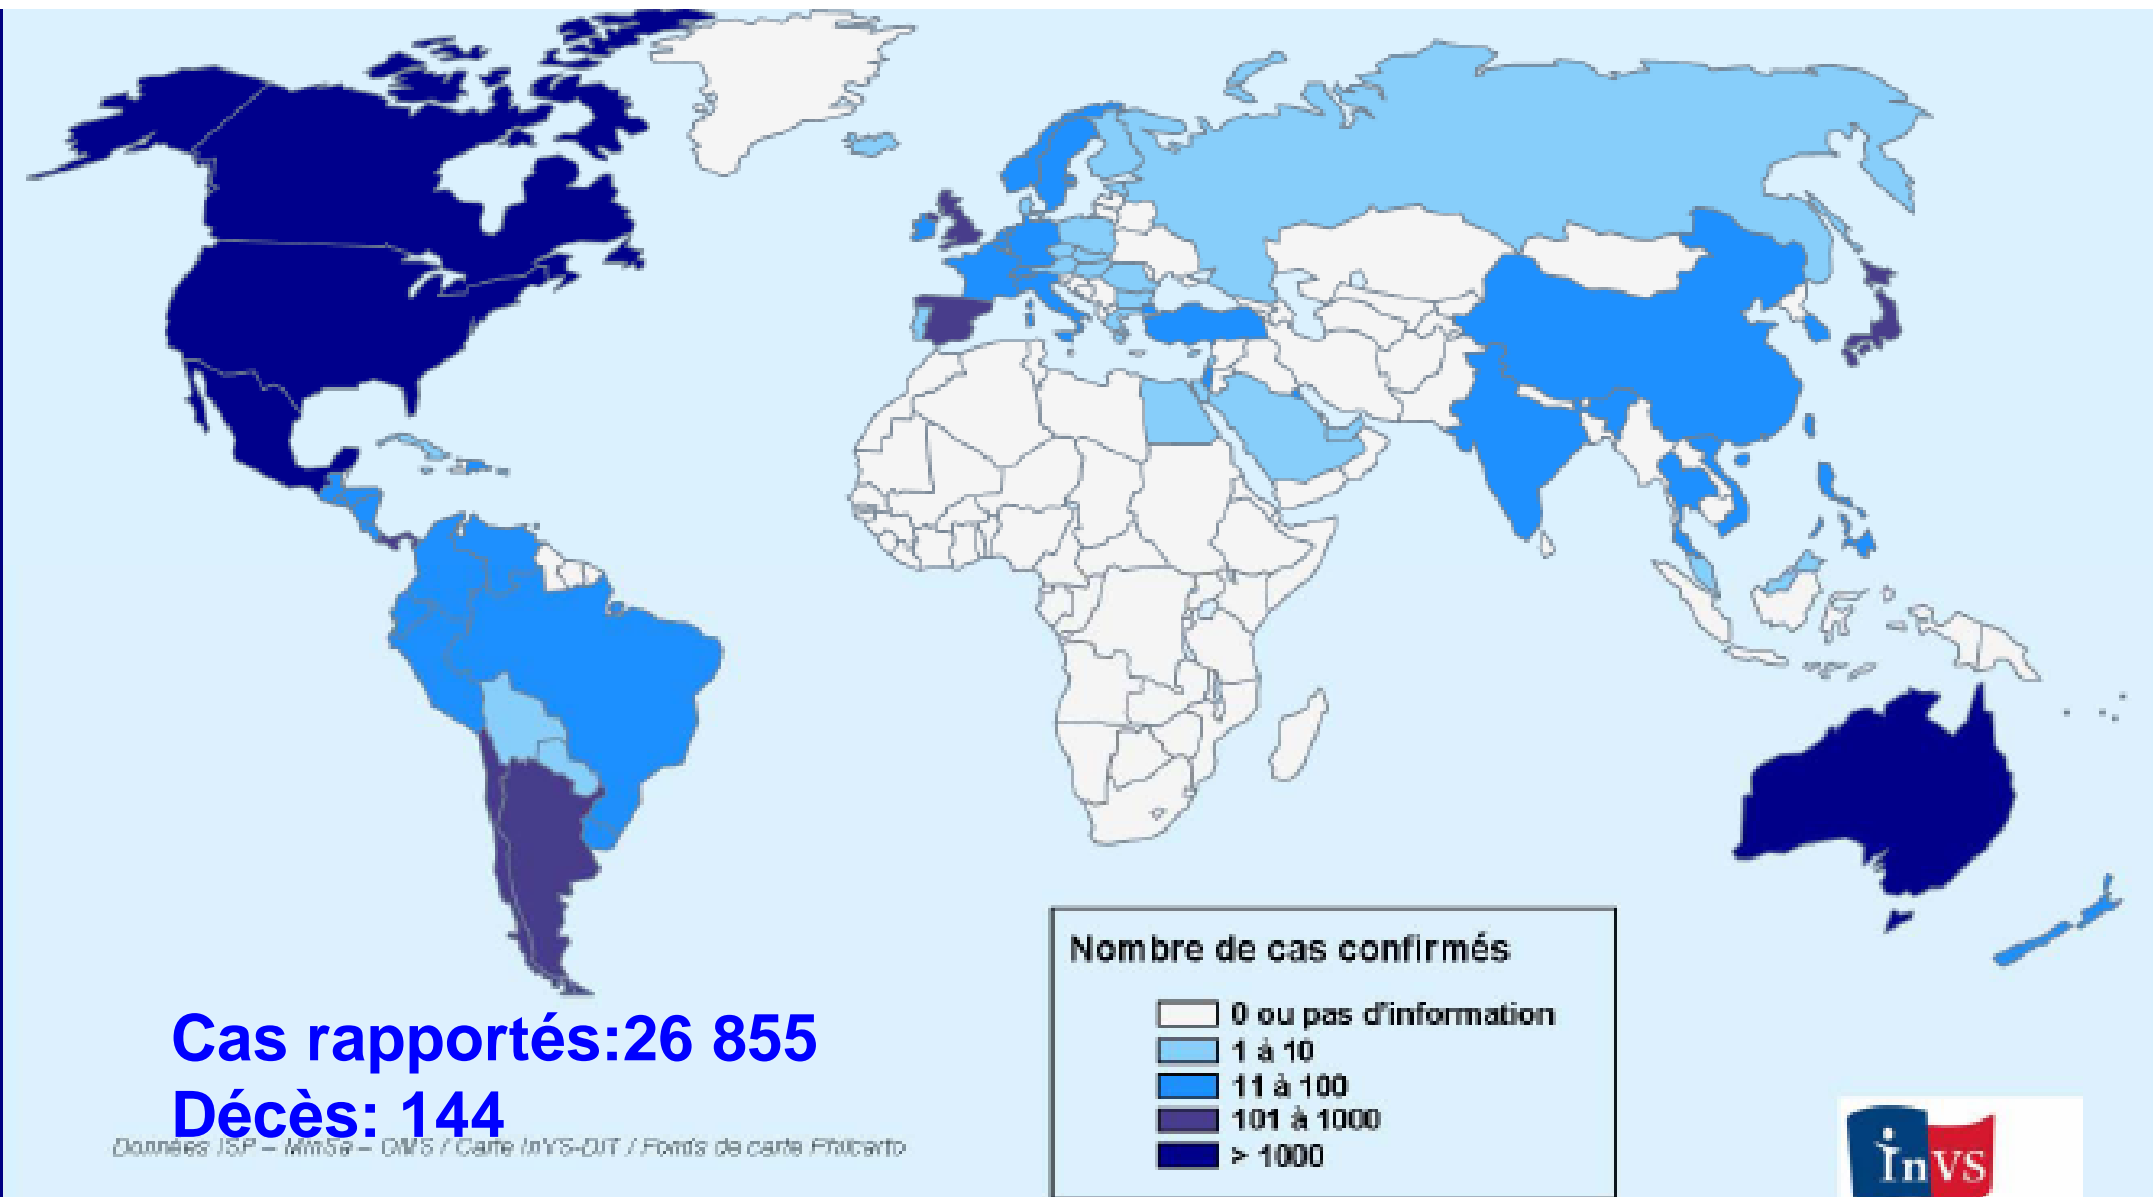 Cas rapportés:26 855
Décès: 144
Données ISP – MinSa – OMS / Carte InVS-DIT / Fonds de carte Philcarto
Nombre de cas confirmés
0 ou pas d'information
1 à 10
11 à 100
101 à 1000
> 1000
InVS